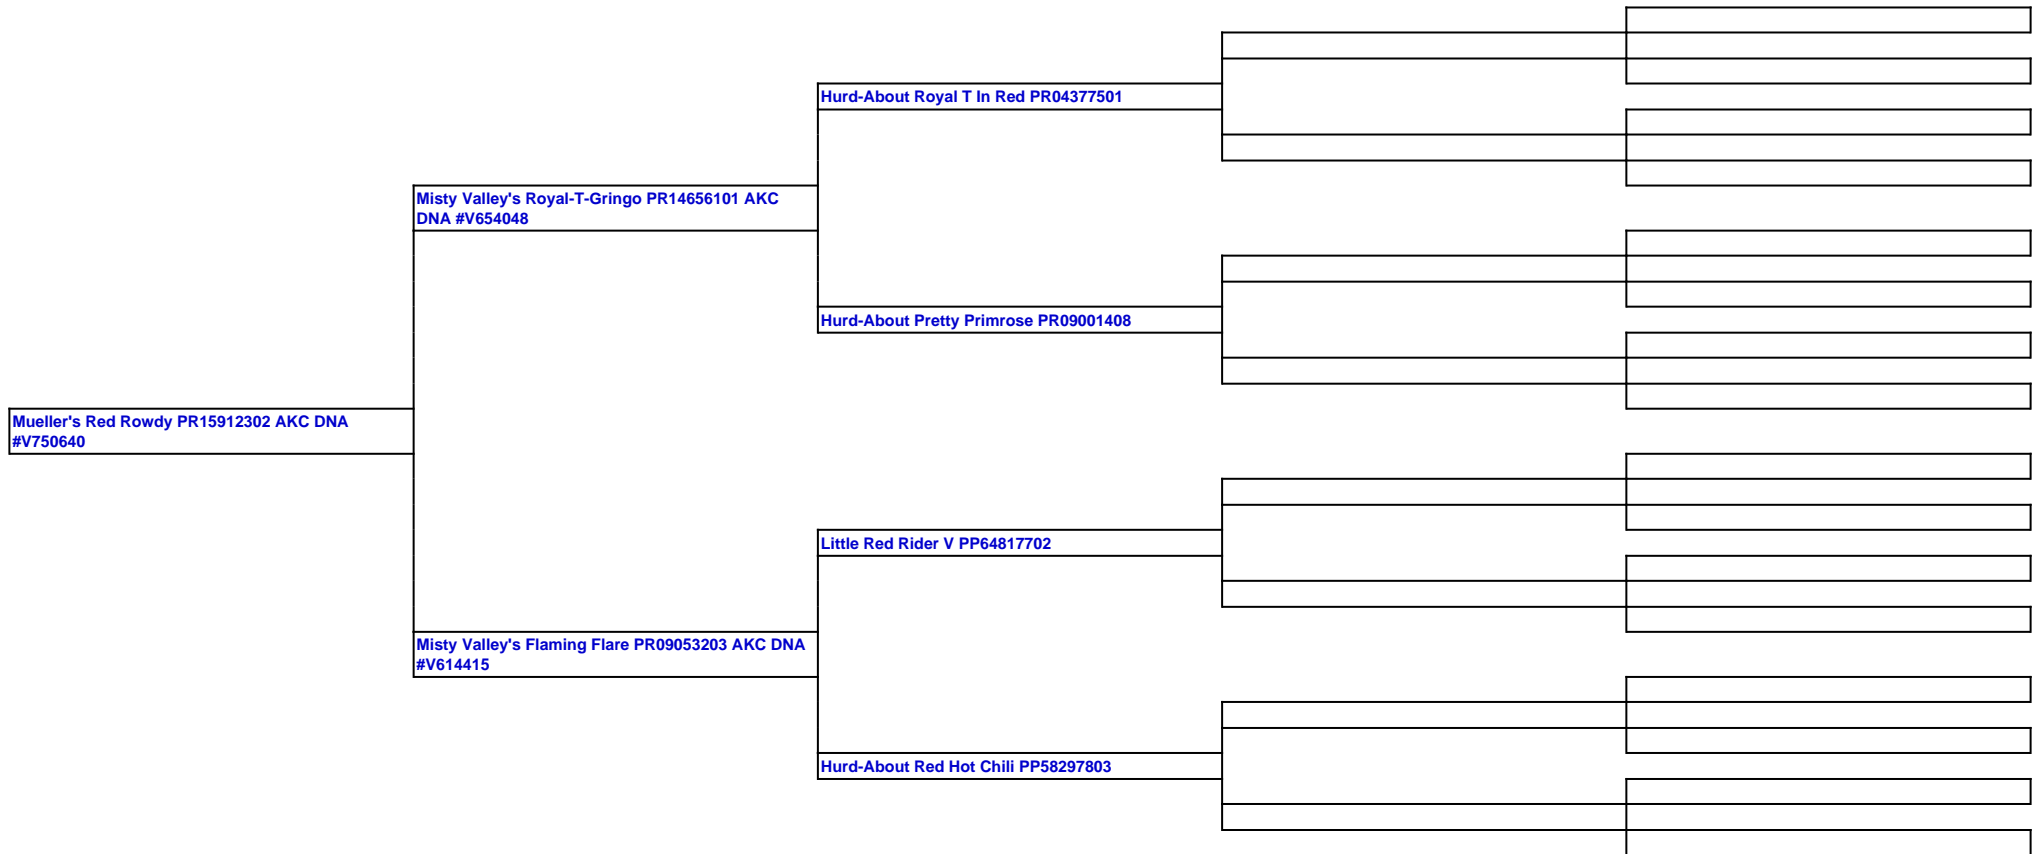 Hurd-About Royal T In Red PR04377501
Misty Valley's Royal-T-Gringo PR14656101 AKC
DNA #V654048
Hurd-About Pretty Primrose PR09001408
Mueller's Red Rowdy PR15912302 AKC DNA
#V750640
Little Red Rider V PP64817702
Misty Valley's Flaming Flare PR09053203 AKC DNA
#V614415
Hurd-About Red Hot Chili PP58297803